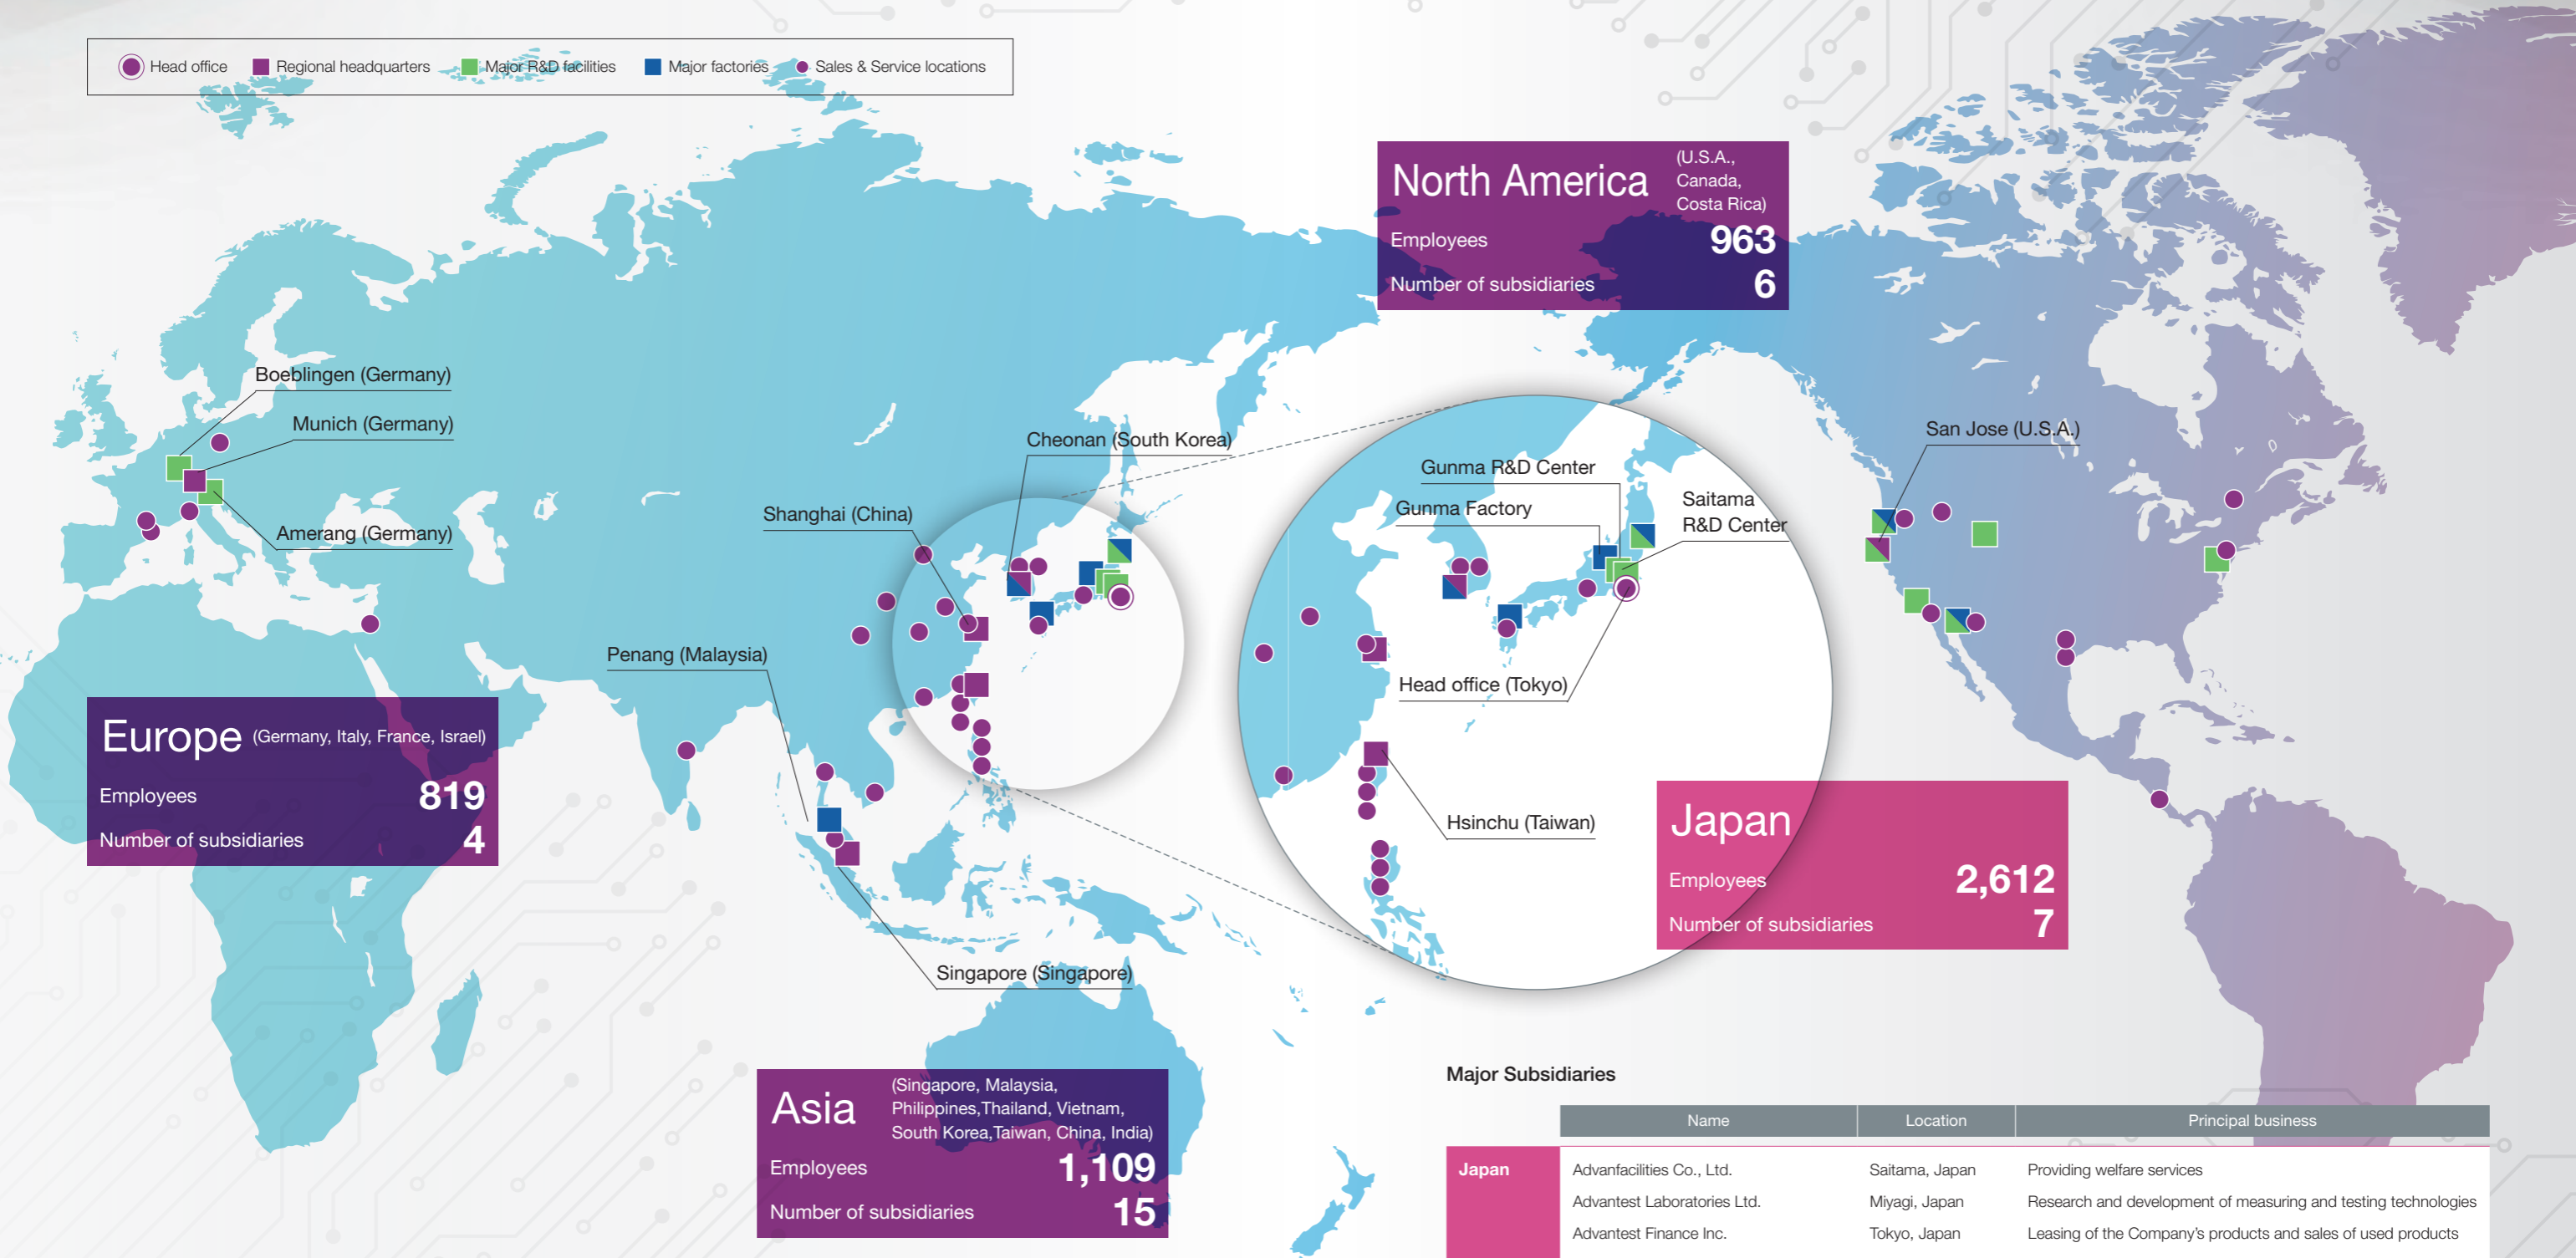 Head office
Regional headquarters
Major R&D facilities
Major factories
Sales & Service locations
North America
(U.S.A.,
Canada,
Costa Rica)
Employees
963
Number of subsidiaries
6
Boeblingen (Germany)
Munich (Germany)
Amerang (Germany)
Cheonan (South Korea)
Shanghai (China)
Penang (Malaysia)
Singapore (Singapore)
Gunma R&D Center
Gunma Factory
Saitama
R&D Center
Head office (Tokyo)
Hsinchu (Taiwan)
San Jose (U.S.A.)
Europe (Germany, Italy, France, Israel)
Employees 819
Number of subsidiaries 4
Japan
Employees 2,612
Number of subsidiaries 7
Asia
(Singapore, Malaysia,
Philippines,Thailand, Vietnam,
South Korea,Taiwan, China, India)
Employees 1,109
Number of subsidiaries 15
Major Subsidiaries
Name Location Principal business
Japan Advanfacilities Co., Ltd. Saitama, Japan Providing welfare services
Advantest Laboratories Ltd. Miyagi, Japan Research and development of measuring and testing technologies
Advantest Finance Inc. Tokyo, Japan Leasing of the Company's products and sales of used products